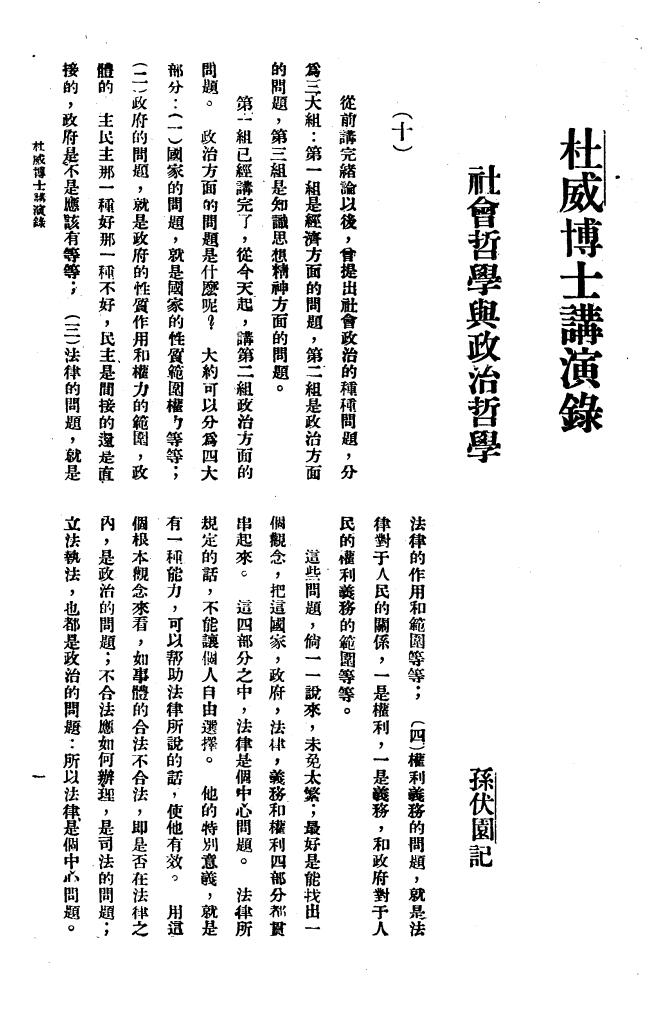 杜威博士講演錄
社會哲學與政治哲學
孫伏園記
(十)
從前講完緒論以後，曾提出社會政治的種種問題，分
爲三大組：第一組是經濟方面的問題，第二組是政治方面
的問題，第三組是知識思想精神方面的問題。
第一組已經講完了，從今天起，講第二組政治方面的
問題。 政治方面的問題是什麼呢？ 大約可以分爲四大
部分：(一)國家的問題，就是國家的性質範圍權力等等；
(二)政府的問題，就是政府的性質作用和權力的範圍，政
體的 主民主那一種好那一種不好，民主是間接的還是直
接的，政府是不是應該有等等； (三)法律的問題，就是
法律的作用和範圍等等； (四)權利義務的問題，就是法
律對于人民的關係，一是權利，一是義務，和政府對于人
民的權利義務的範圍等等。
這些問題，倘一一說來，未免太繁；最好是能找出一
個觀念，把這國家，政府，法律，義務和權利四部分都貫
串起來。 這四部分之中，法律是個中心問題。 法律所
規定的話，不能讓個人自由選擇。 他的特別意義，就是
有一種能力，可以帮助法律所說的話，使他有效。 用這
個根本觀念來看，如事體的合法不合法，即是否在法律之
內，是政治的問題；不合法應如何辦理，是司法的問題；
立法執法，也都是政治的問題：所以法律是個中心問題。
杜威博士講演錄
一